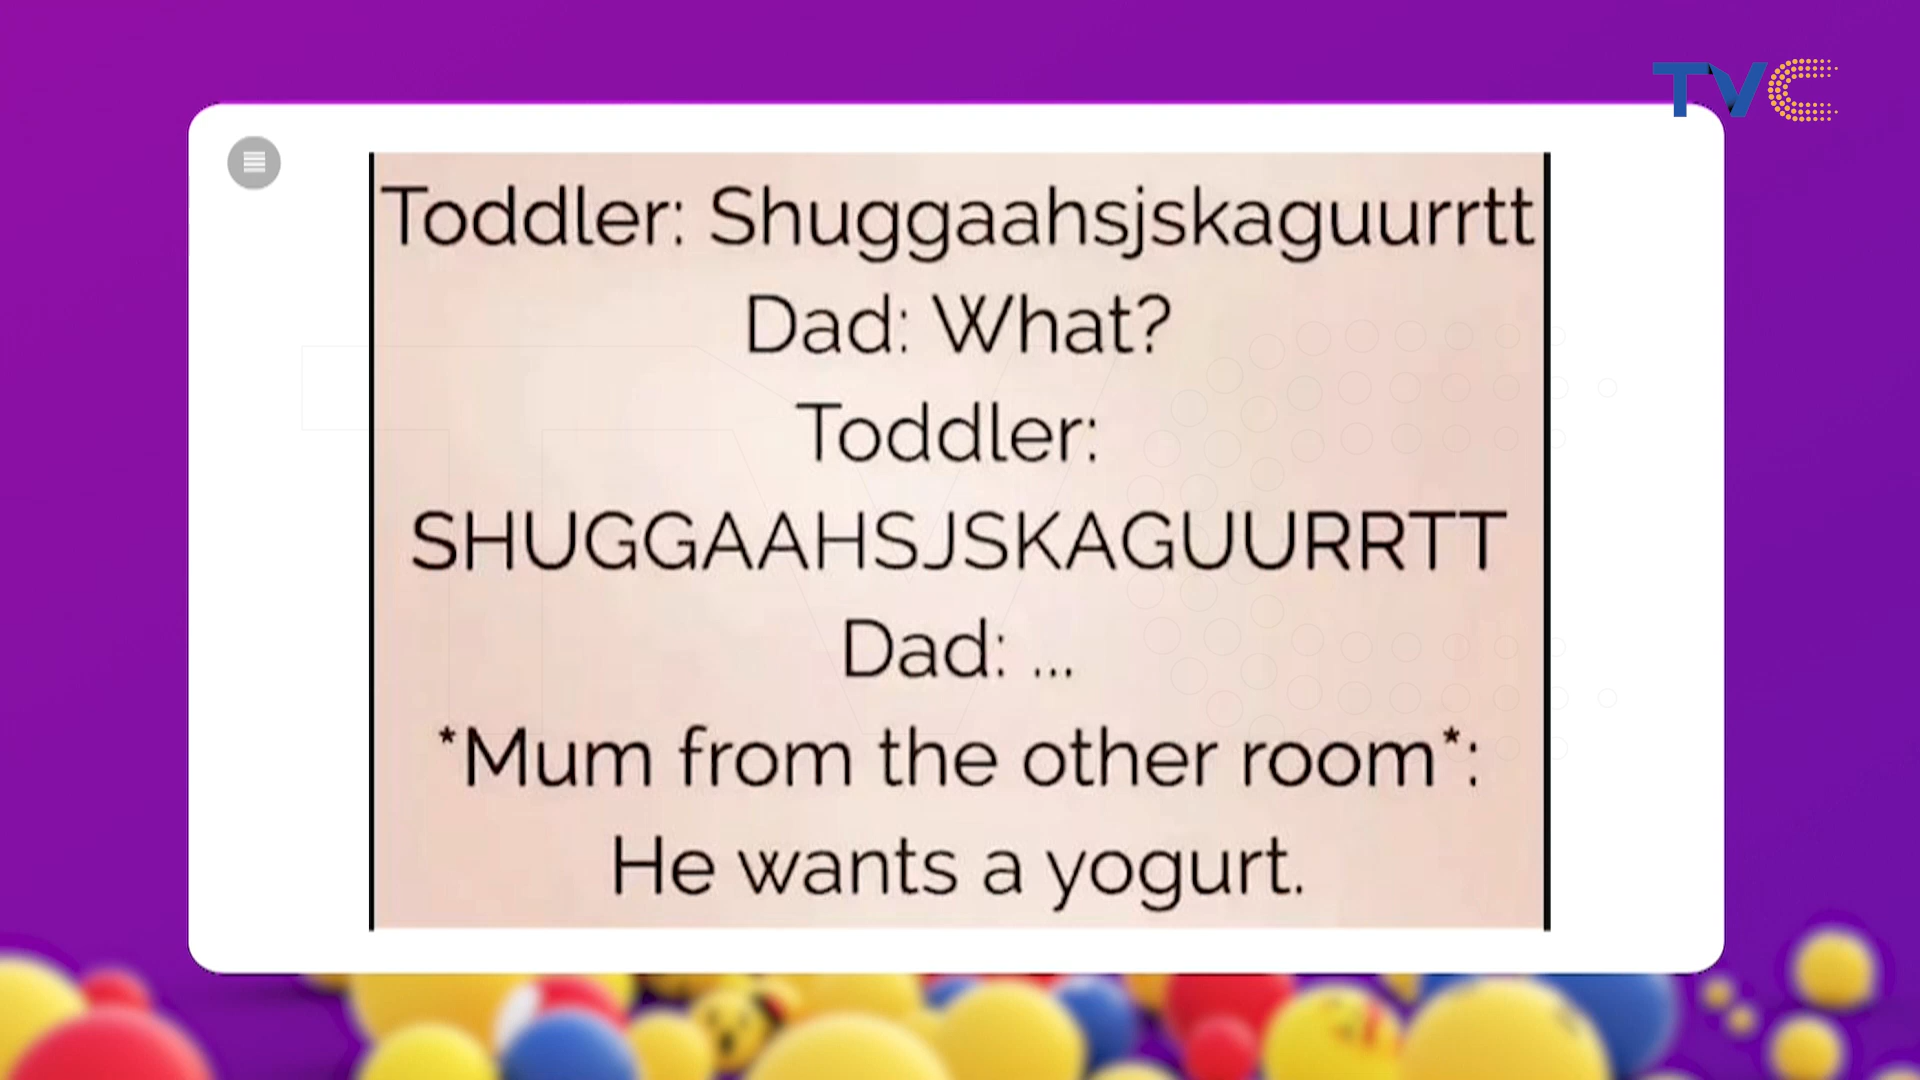 TVC
Toddler: Shuggaahsjskaguurrtt
Dad: What?
Toddler:
SHUGGAAHSJSKAGUURRTT
Dad: ...
*Mum from the other room*:
He wants a yogurt.